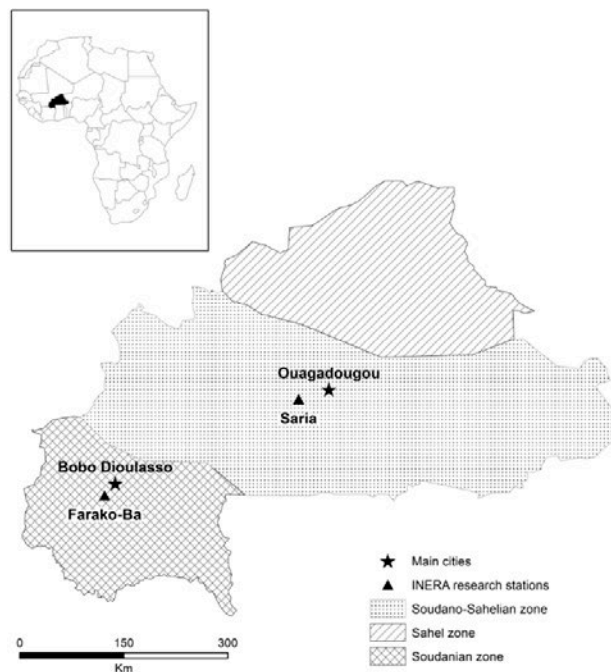 Ouagadougou
Saria
Bobo Dioulasso
Farako-Ba
Main cities
INERA research stations
Soudano-Sahelian zone
Sahel zone
Soudanian zone
0 150 300
Km